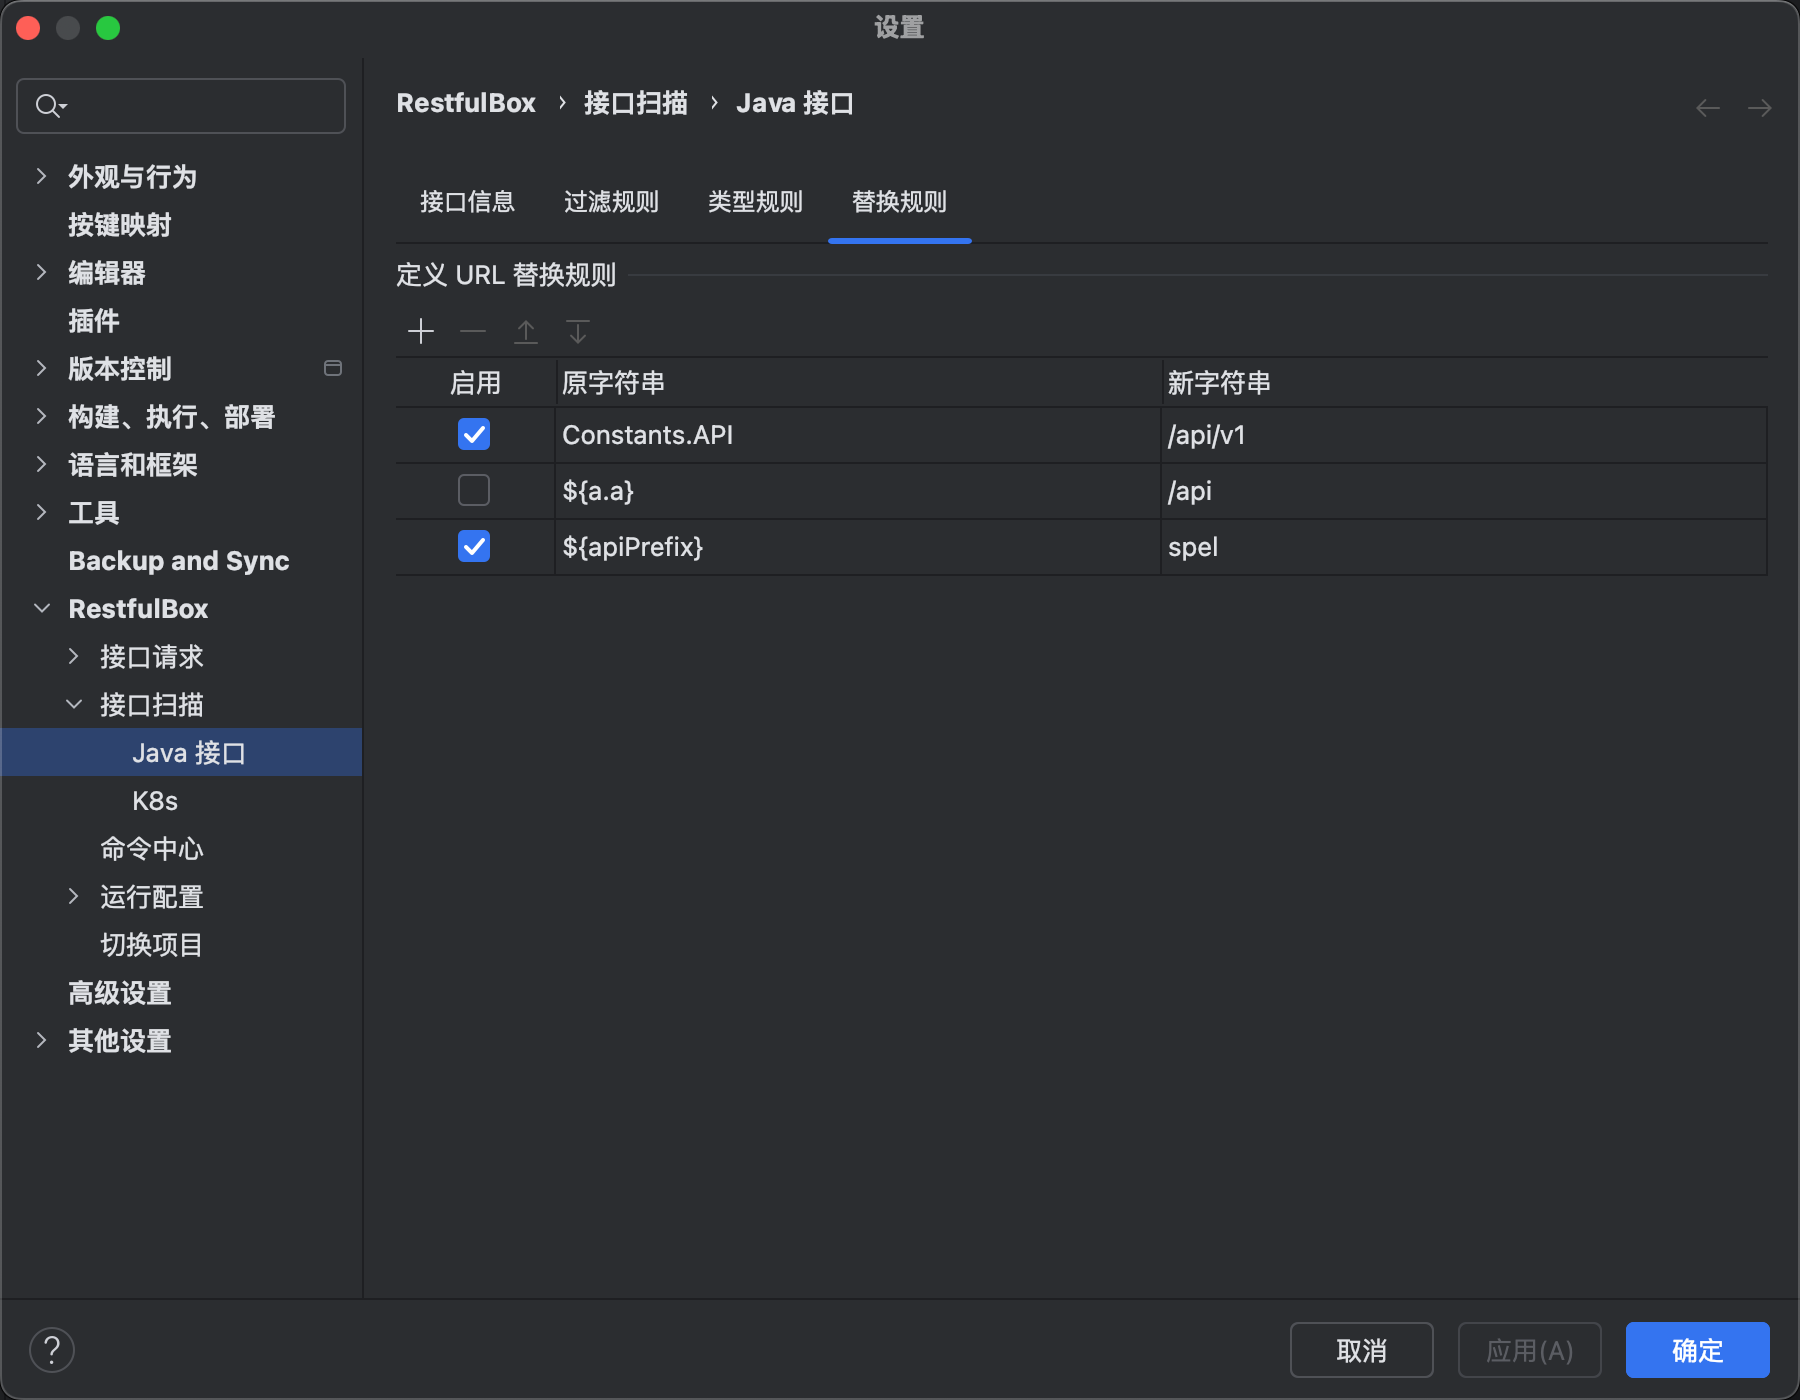 设置
RestfulBox › 接口扫描 › Java 接口
外观与行为
按键映射
编辑器
插件
版本控制
构建、执行、部署
语言和框架
工具
Backup and Sync
RestfulBox
接口请求
接口扫描
Java 接口
K8s
命令中心
运行配置
切换项目
高级设置
其他设置
接口信息 过滤规则 类型规则 替换规则
定义 URL 替换规则
启用 原字符串 新字符串
Constants.API /api/v1
${a.a} /api
${apiPrefix} spel
? 取消 应用(A) 确定